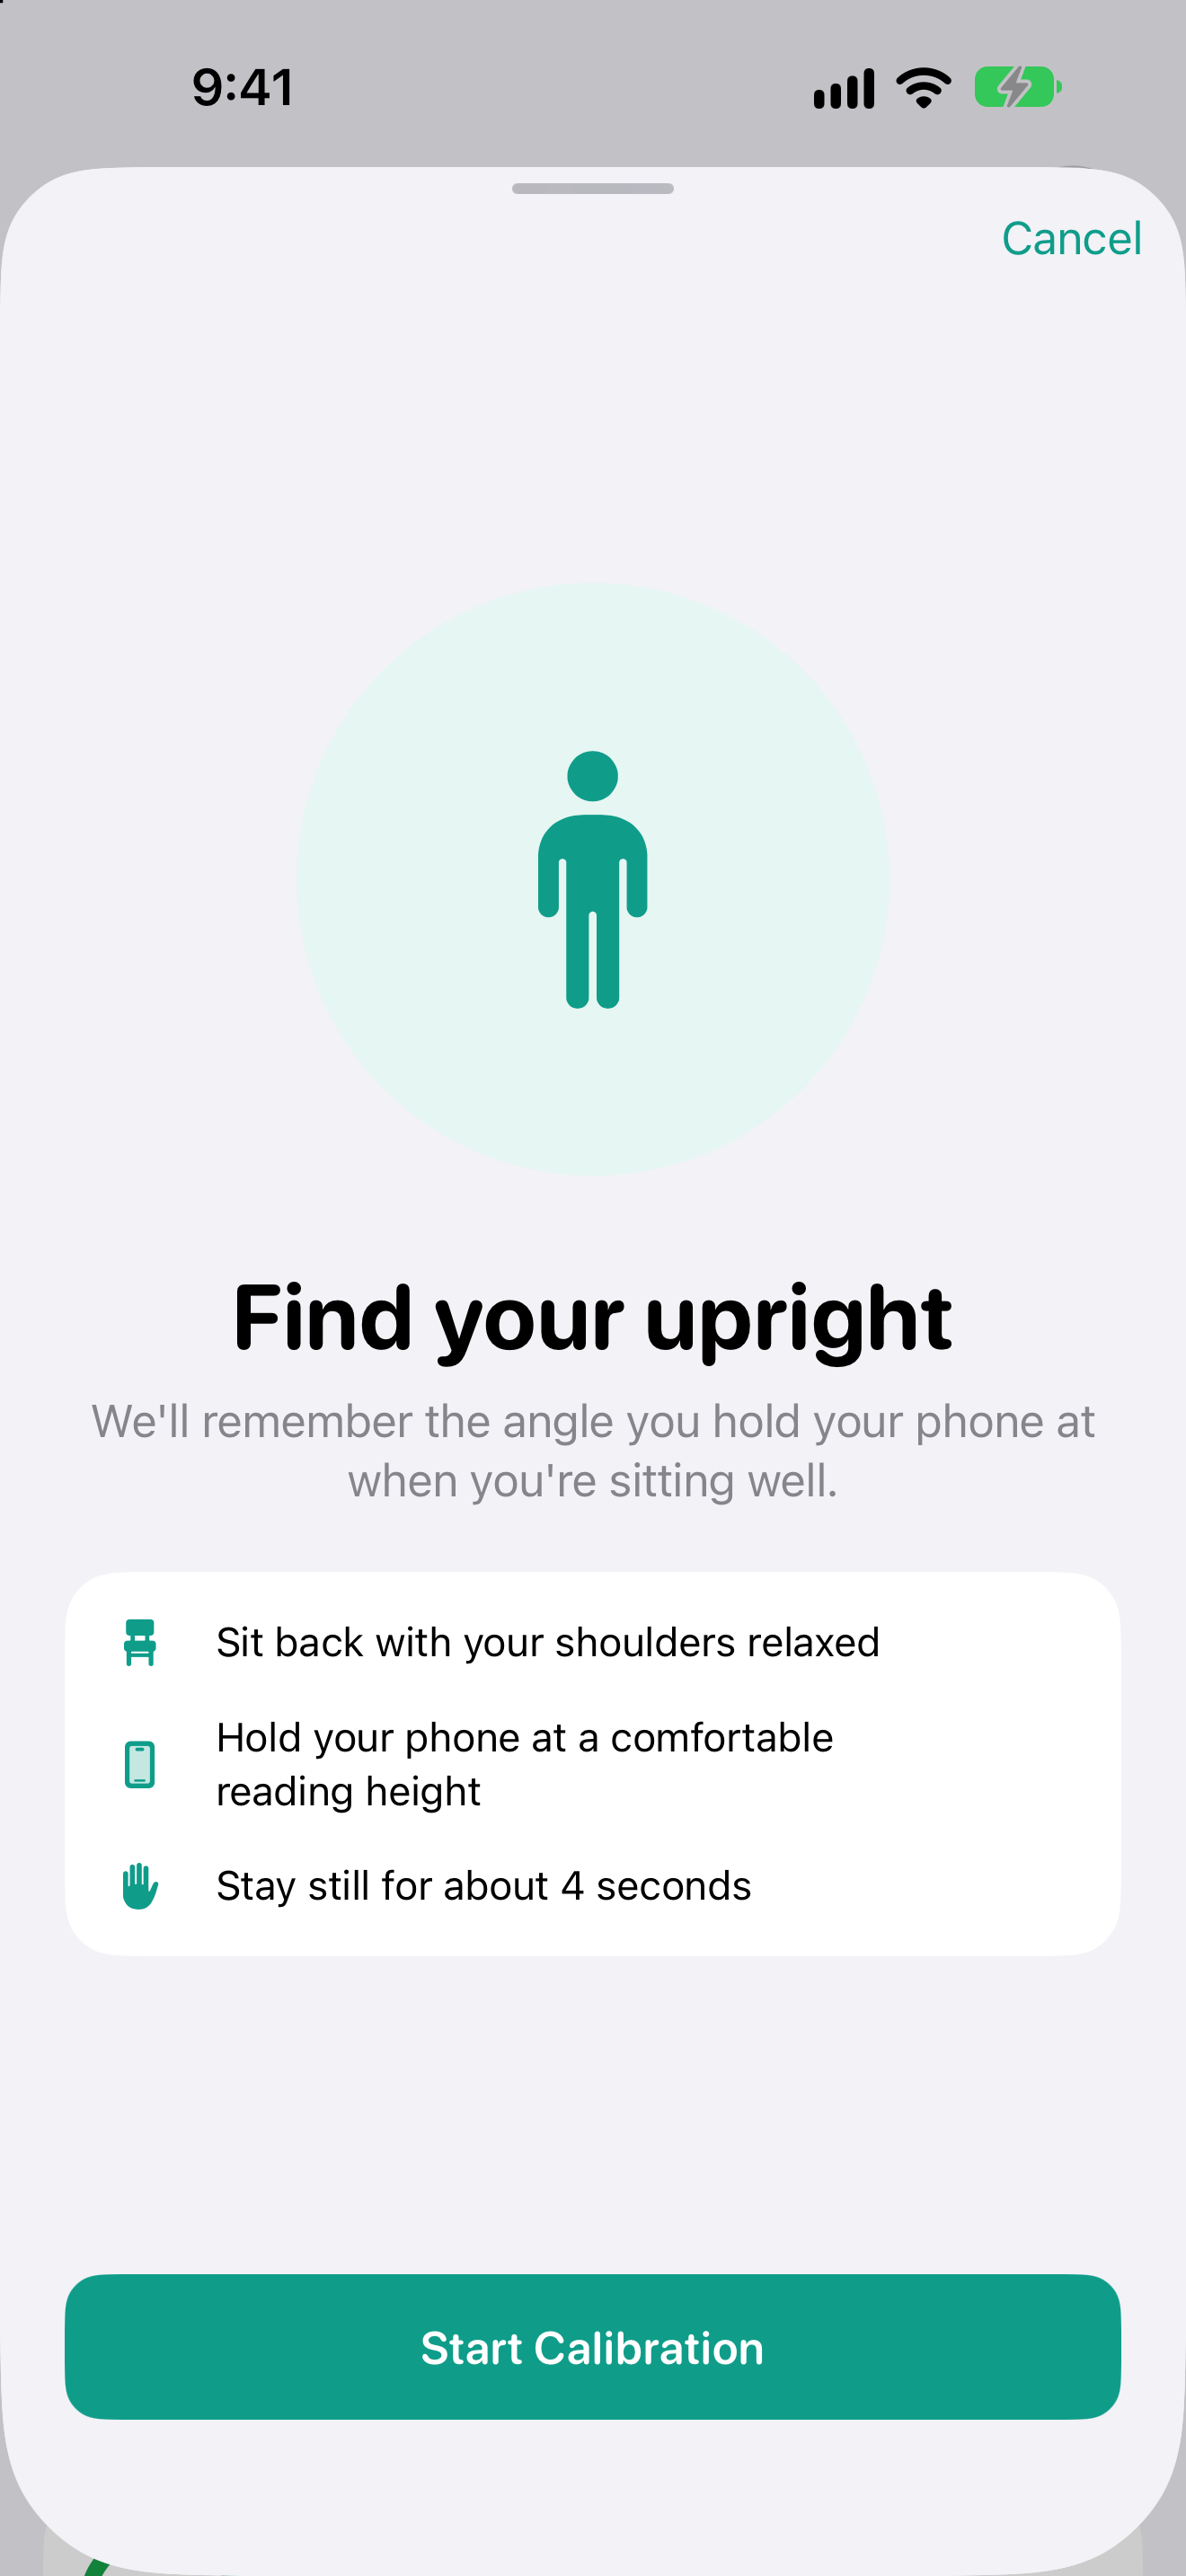 9:41
Cancel
Find your upright
We'll remember the angle you hold your phone at
when you're sitting well.
Sit back with your shoulders relaxed
Hold your phone at a comfortable
reading height
Stay still for about 4 seconds
Start Calibration